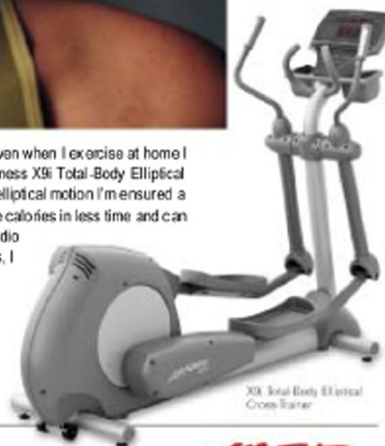 ven when I exercise at home I
ness X9i Total-Body Elliptical
elliptical motion I'm ensured a
e calories in less time and can
dio
s, I
X9i Total-Body Elliptical
Cross-Trainer